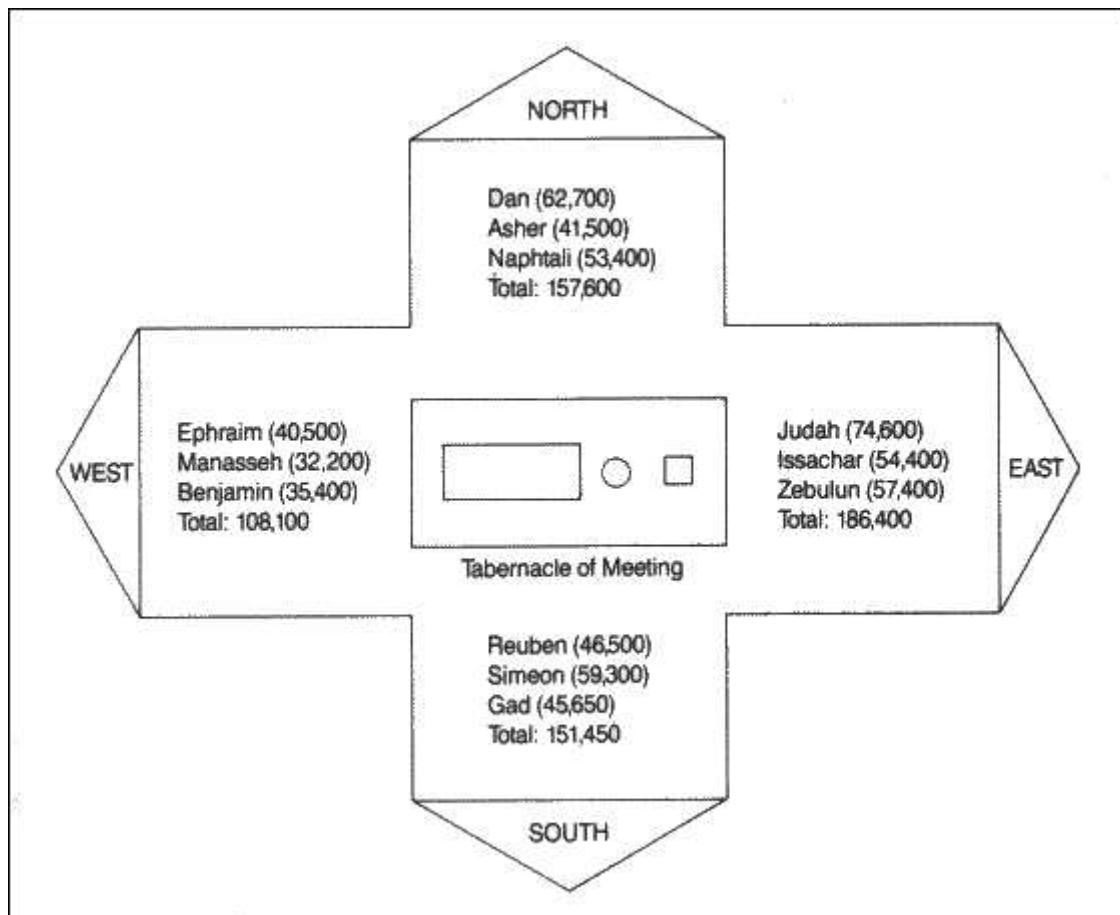 NORTH
Dan (62,700)
Asher (41,500)
Naphtali (53,400)
Total: 157,600
WEST
Ephraim (40,500)
Manasseh (32,200)
Benjamin (35,400)
Total: 108,100
Judah (74,600)
Issachar (54,400)
Zebulun (57,400)
Total: 186,400
EAST
Tabernacle of Meeting
Reuben (46,500)
Simeon (59,300)
Gad (45,650)
Total: 151,450
SOUTH